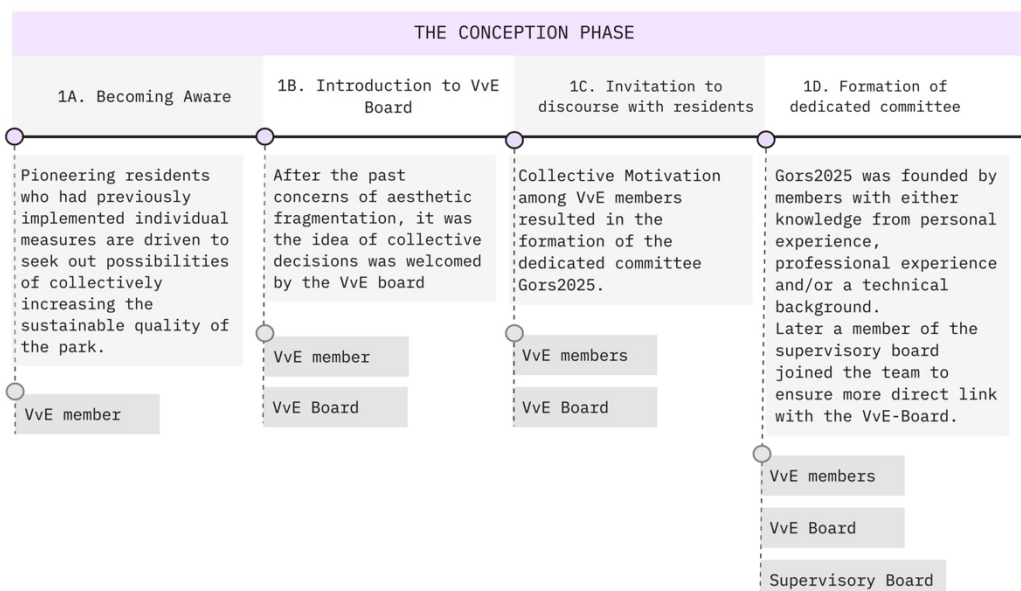 THE CONCEPTION PHASE
1A. Becoming Aware
Pioneering residents
who had previously
implemented individual
measures are driven to
seek out possibilities
of collectively
increasing the
sustainable quality of
the park.
VvE member
1B. Introduction to VvE
Board
After the past
concerns of aesthetic
fragmentation, it was
the idea of collective
decisions was welcomed
by the VvE board
VvE member
VvE Board
1C. Invitation to
discourse with residents
Collective Motivation
among VvE members
resulted in the
formation of the
dedicated committee
Gors2025.
VvE members
VvE Board
1D. Formation of
dedicated committee
Gors2025 was founded by
members with either
knowledge from personal
experience,
professional experience
and/or a technical
background.
Later a member of the
supervisory board
joined the team to
ensure more direct link
with the VvE-Board.
VvE members
VvE Board
Supervisory Board